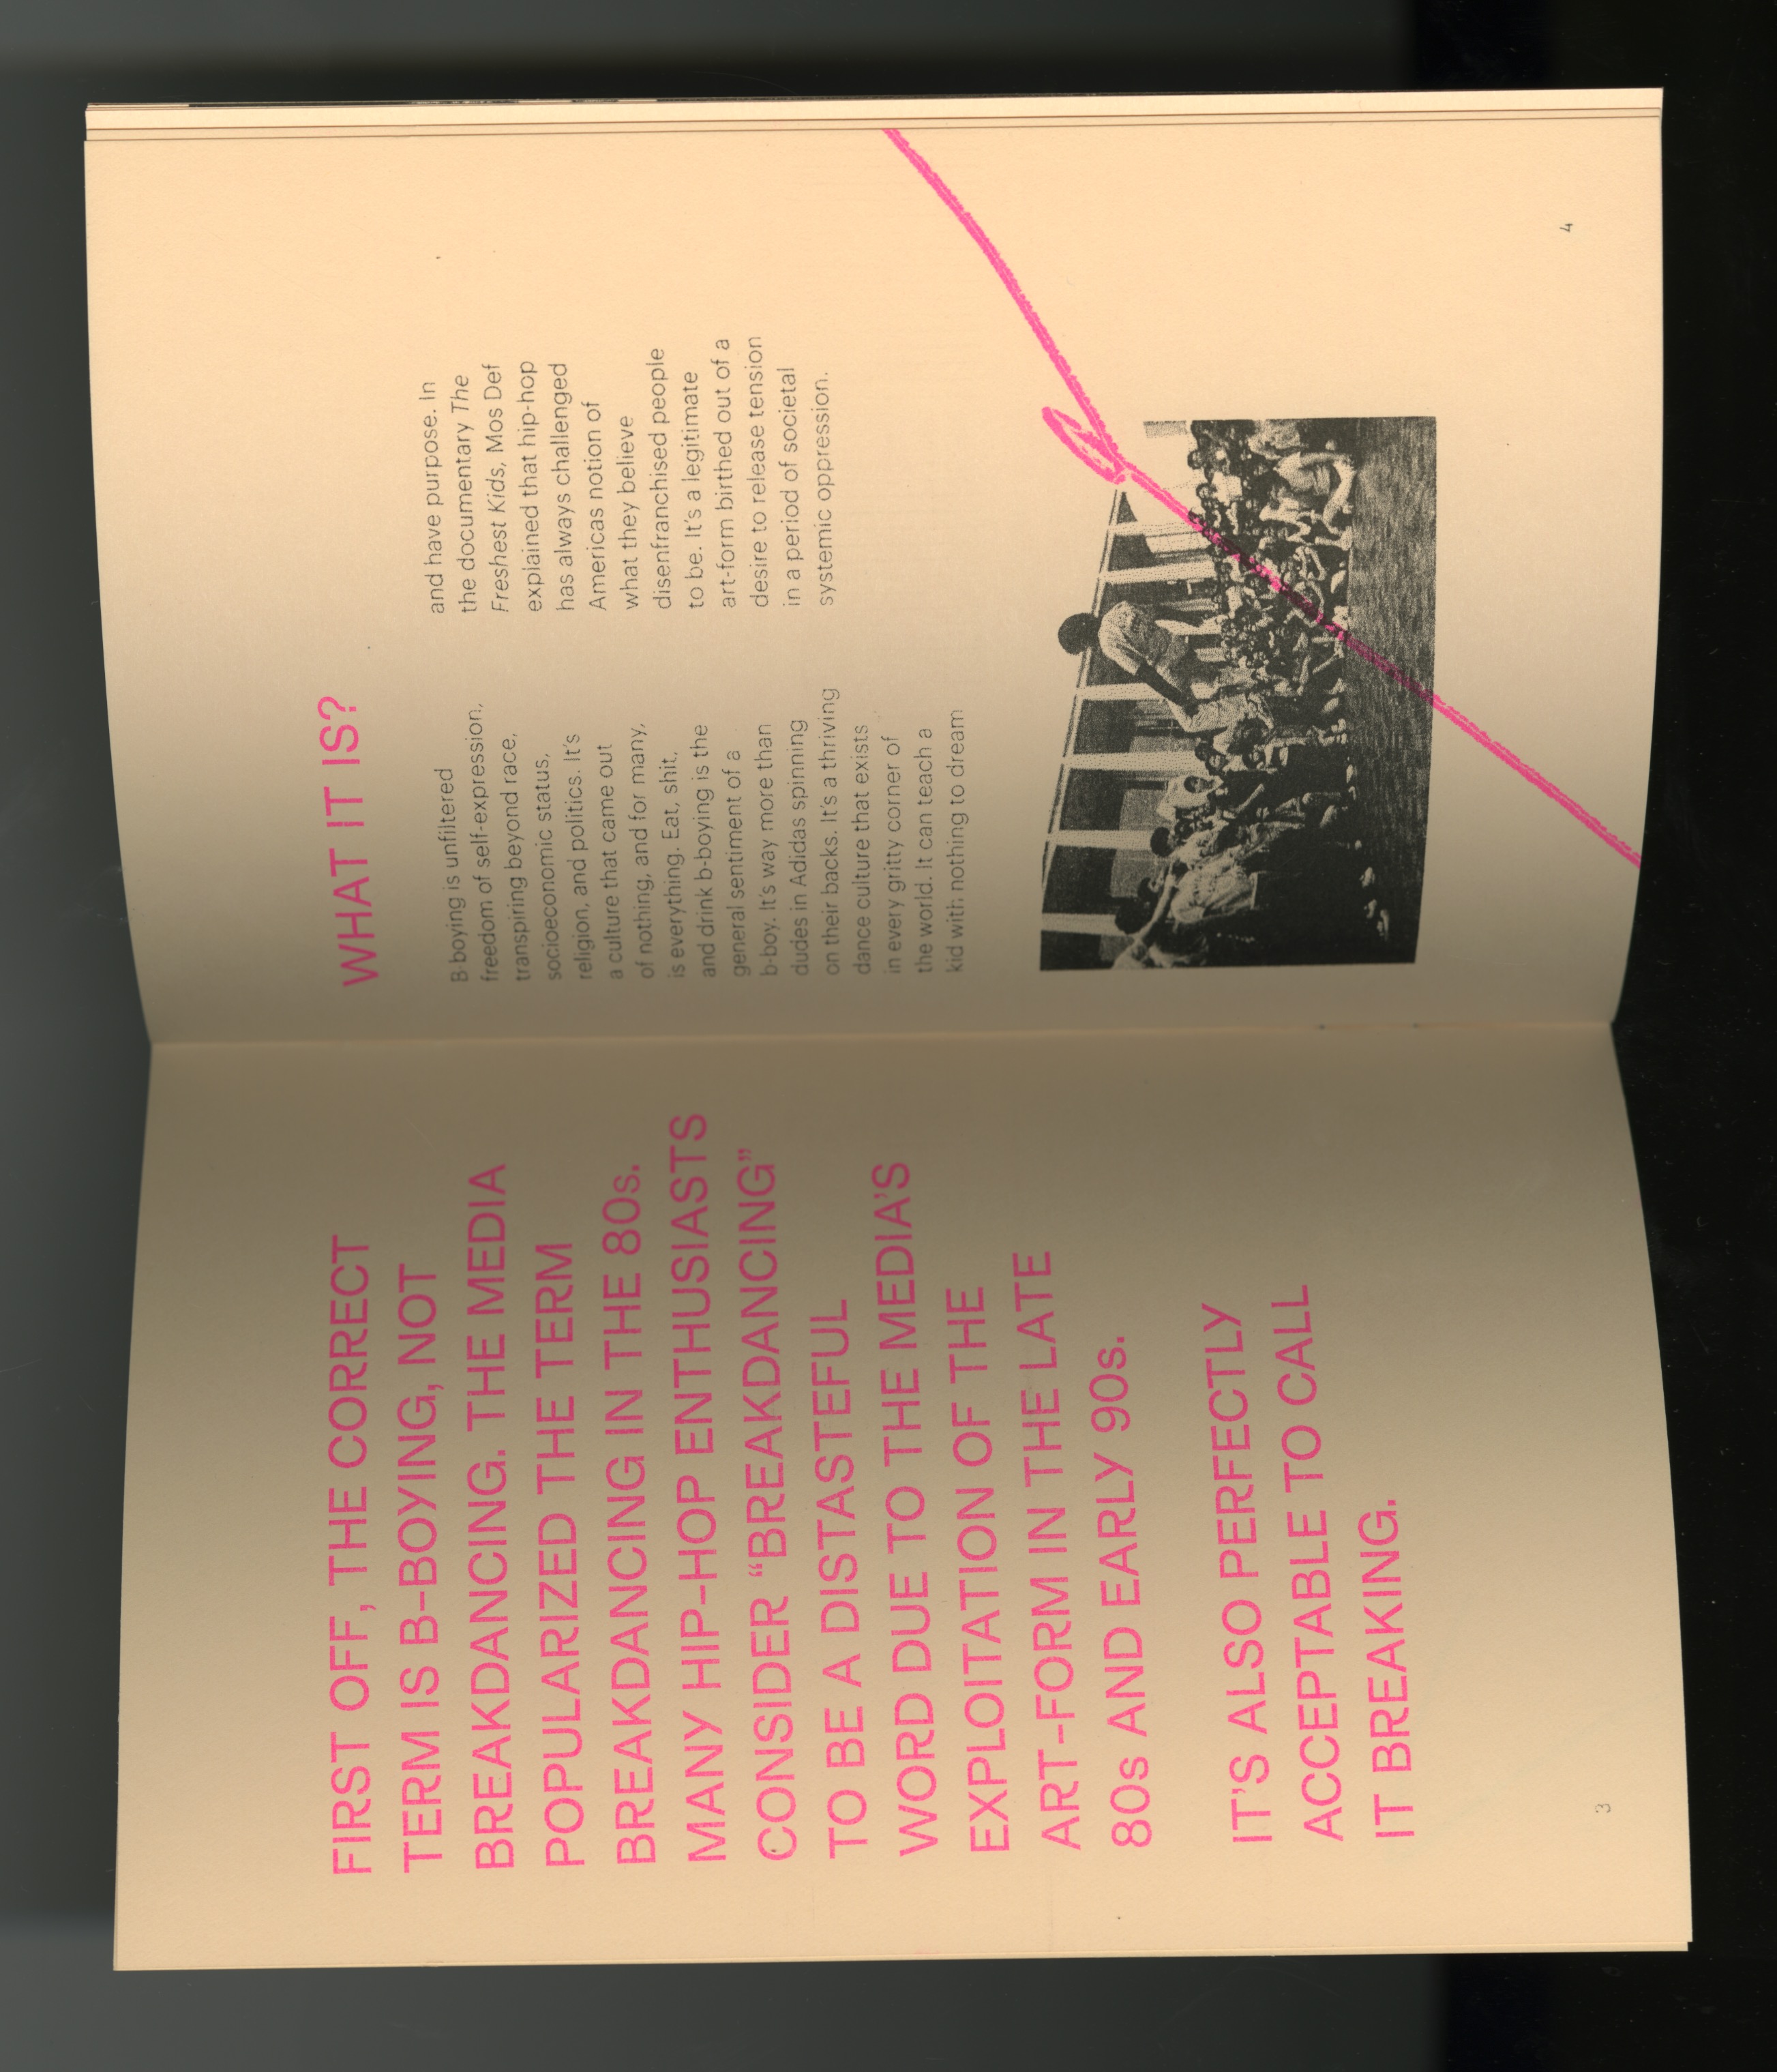 FIRST OFF, THE CORRECT
TERM IS B-BOYING, NOT
BREAKDANCING. THE MEDIA
POPULARIZED THE TERM
BREAKDANCING IN THE 80s.
MANY HIP-HOP ENTHUSIASTS
CONSIDER “BREAKDANCING”
TO BE A DISTASTEFUL
WORD DUE TO THE MEDIA'S
EXPLOITATION OF THE
ART-FORM IN THE LATE
80s AND EARLY 90s.
IT'S ALSO PERFECTLY
ACCEPTABLE TO CALL
IT BREAKING.
3
WHAT IT IS?
B-boying is unfiltered
freedom of self-expression,
transpiring beyond race,
socioeconomic status,
religion, and politics. It's
a culture that came out
of nothing, and for many,
is everything. Eat, shit,
and drink b-boying is the
general sentiment of a
b-boy. It's way more than
dudes in Adidas spinning
on their backs. It's a thriving
dance culture that exists
in every gritty corner of
the world. It can teach a
kid with nothing to dream
and have purpose. In
the documentary The
Freshest Kids, Mos Def
explained that hip-hop
has always challenged
Americas notion of
what they believe
disenfranchised people
to be. It's a legitimate
art-form birthed out of a
desire to release tension
in a period of societal
systemic oppression.
4